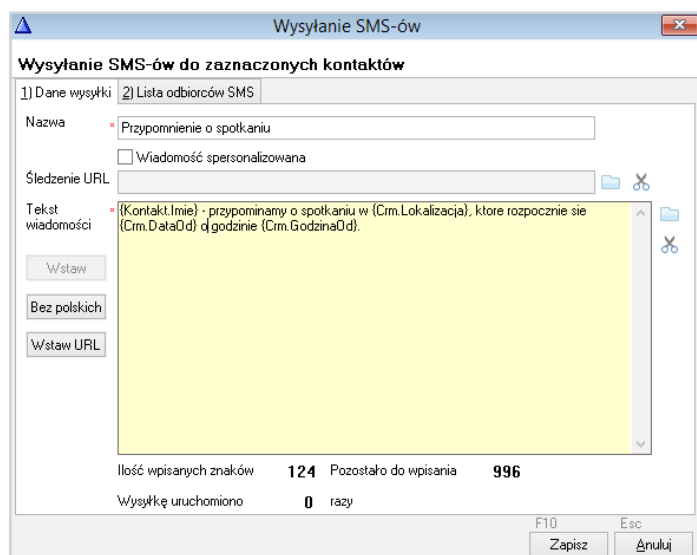 Wysyłanie SMS-ów
Wysyłanie SMS-ów do zaznaczonych kontaktów
1) Dane wysyłki 2) Lista odbiorców SMS
Nazwa * Przypomnienie o spotkaniu
Wiadomość spersonalizowana
Śledzenie URL
Tekst wiadomości * {Kontakt.Imie} - przypominamy o spotkaniu w {Crm.Lokalizacja}, ktore rozpocznie sie
{Crm.DataOd} o godzinie {Crm.GodzinaOd}.
Wstaw
Bez polskich
Wstaw URL
Ilość wpisanych znaków 124 Pozostało do wpisania 996
Wysyłkę uruchomiono 0 razy
F10 Esc
Zapisz Anuluj